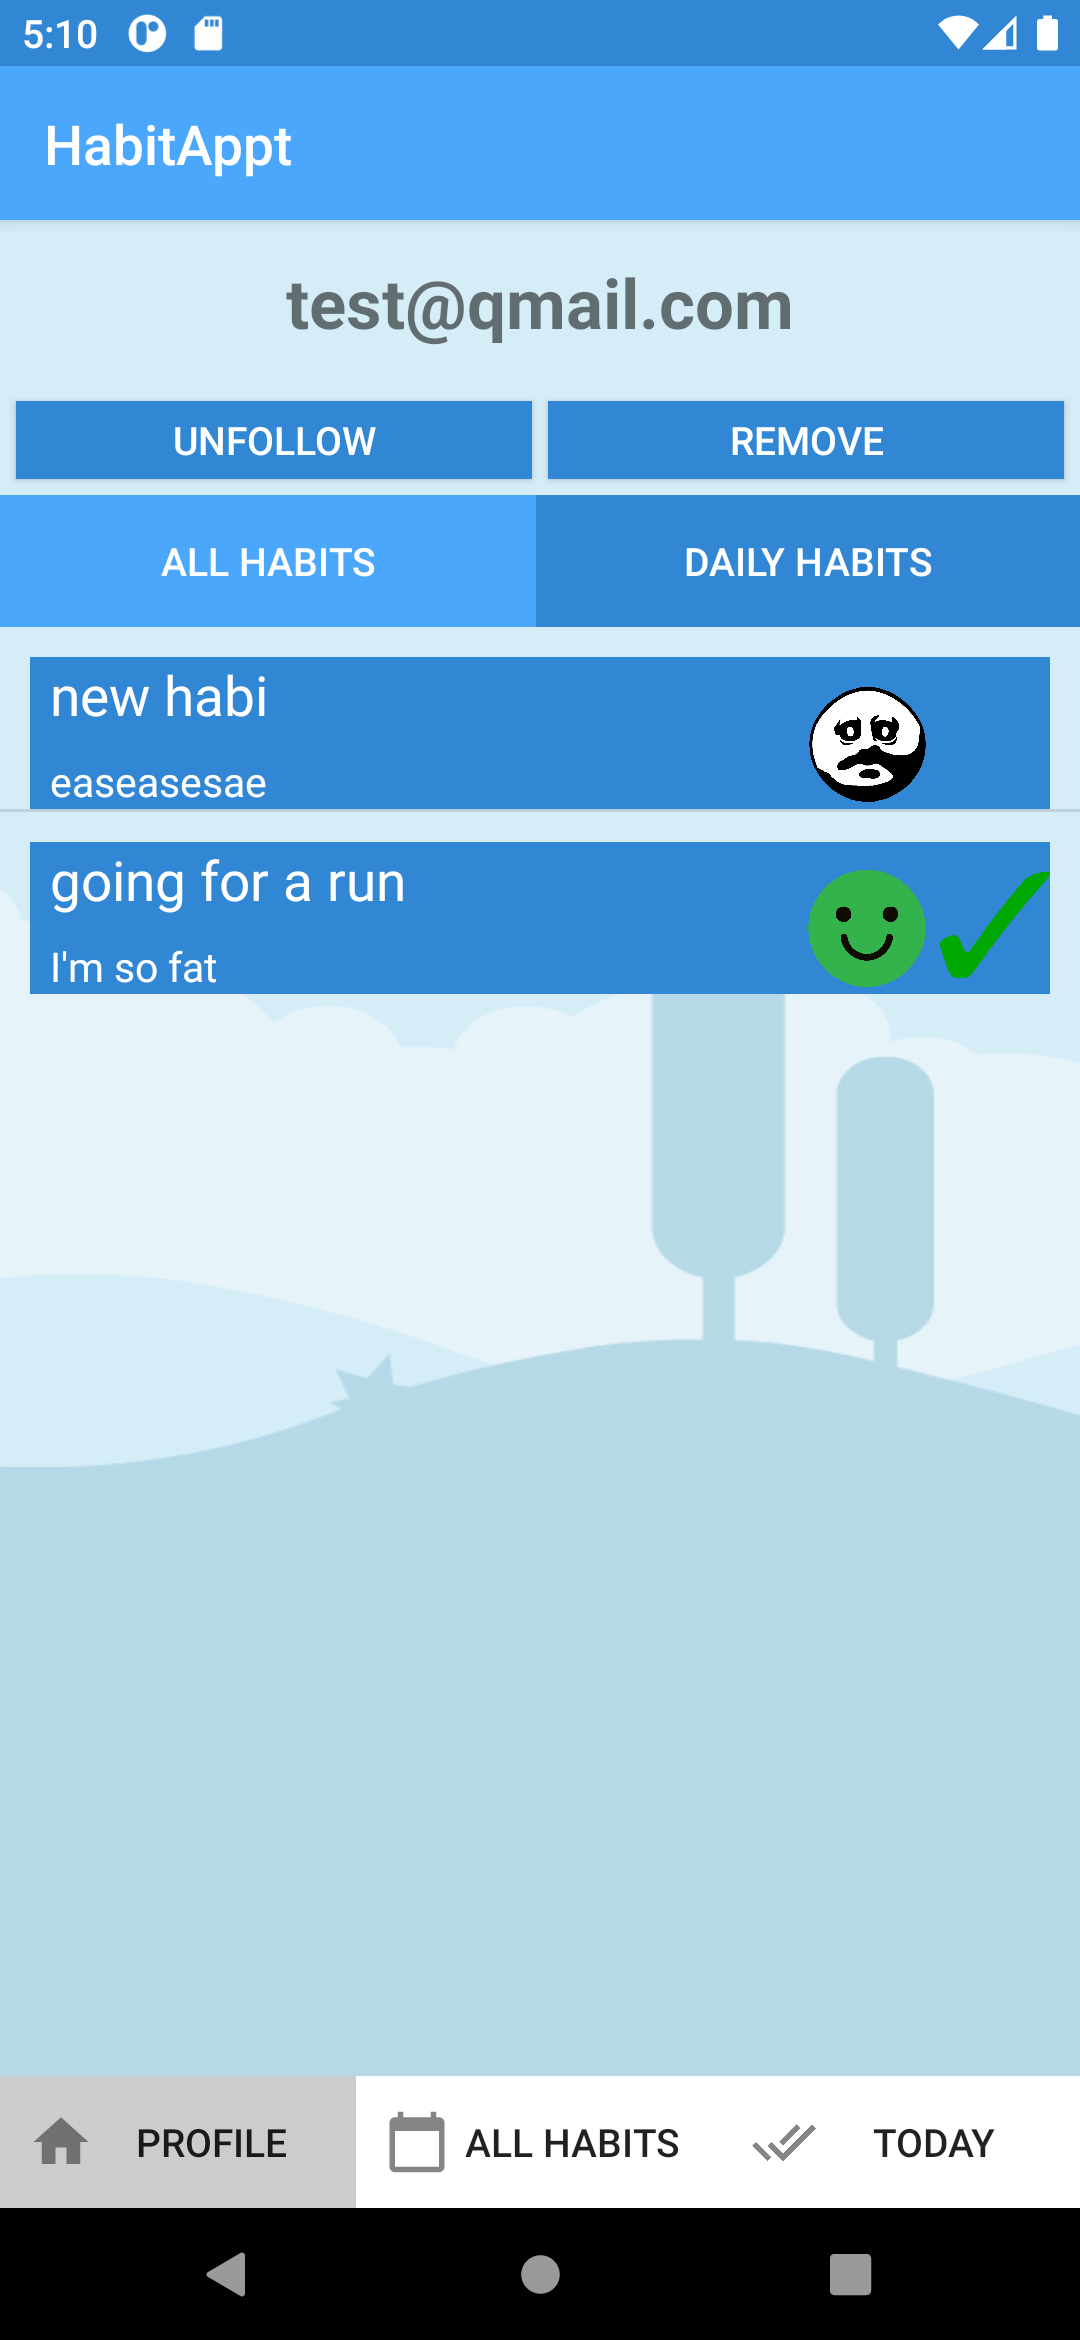 5:10
HabitAppt
test@qmail.com
UNFOLLOW REMOVE
ALL HABITS DAILY HABITS
new habi
easeasesae
going for a run
I'm so fat
PROFILE ALL HABITS TODAY